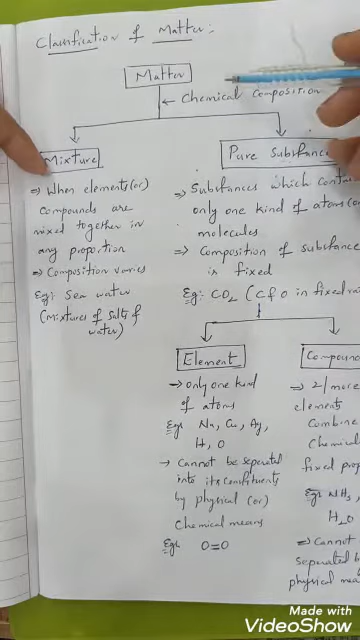 Classification of Matter:
Matter
← Chemical composition
Mixture
⇒ When elements (or)
compounds are
mixed together in
any proportion
⇒ Composition varies
Eg: Sea water
(Mixtures of salts &
water)
Pure Substance
⇒ Substances which contai
only one kind of atoms (or
molecules
⇒ Composition of substance
is fixed
Eg: CO2 (C & O in fixed ra
Element
→ only one kind
of atoms
Eg: Na, Cu, Ag,
H, O
→ Cannot be separated
into its constituents
by physical (or)
Chemical means
Eg: O=O
Compoun
→ 2/more
elements
Combine
Chemica
fixed prop
Eg: NH3,
H2O
→ Cannot
separated b
physical mea
Made with
VideoShow